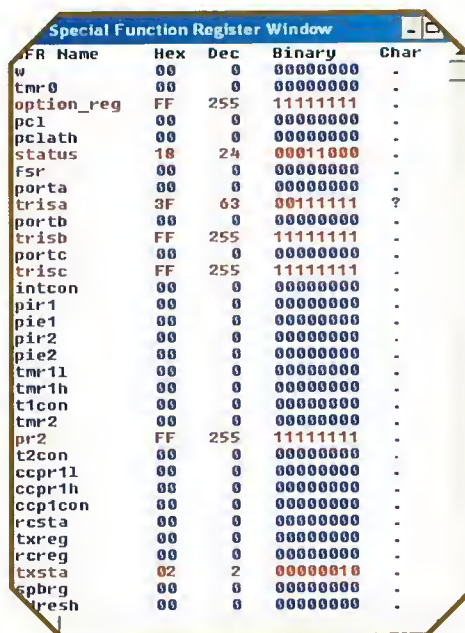 Special Function Register Window
SFR Name Hex Dec Binary Char
w 00 0 00000000 .
tmr0 00 0 00000000 .
option_reg FF 255 11111111 .
pcl 00 0 00000000 .
pclath 00 0 00000000 .
status 18 24 00011000 .
fsr 00 0 00000000 .
porta 00 0 00000000 .
trisa 3F 63 00111111 ?
portb 00 0 00000000 .
trisb FF 255 11111111 .
portc 00 0 00000000 .
trisc FF 255 11111111 .
intcon 00 0 00000000 .
pir1 00 0 00000000 .
pie1 00 0 00000000 .
pir2 00 0 00000000 .
pie2 00 0 00000000 .
tmr1l 00 0 00000000 .
tmr1h 00 0 00000000 .
t1con 00 0 00000000 .
tmr2 00 0 00000000 .
pr2 FF 255 11111111 .
t2con 00 0 00000000 .
ccpr1l 00 0 00000000 .
ccpr1h 00 0 00000000 .
ccp1con 00 0 00000000 .
rcsta 00 0 00000000 .
txreg 00 0 00000000 .
rcreg 00 0 00000000 .
txsta 02 2 00000010 .
spbrg 00 0 00000000 .
dresh 00 0 00000000 .